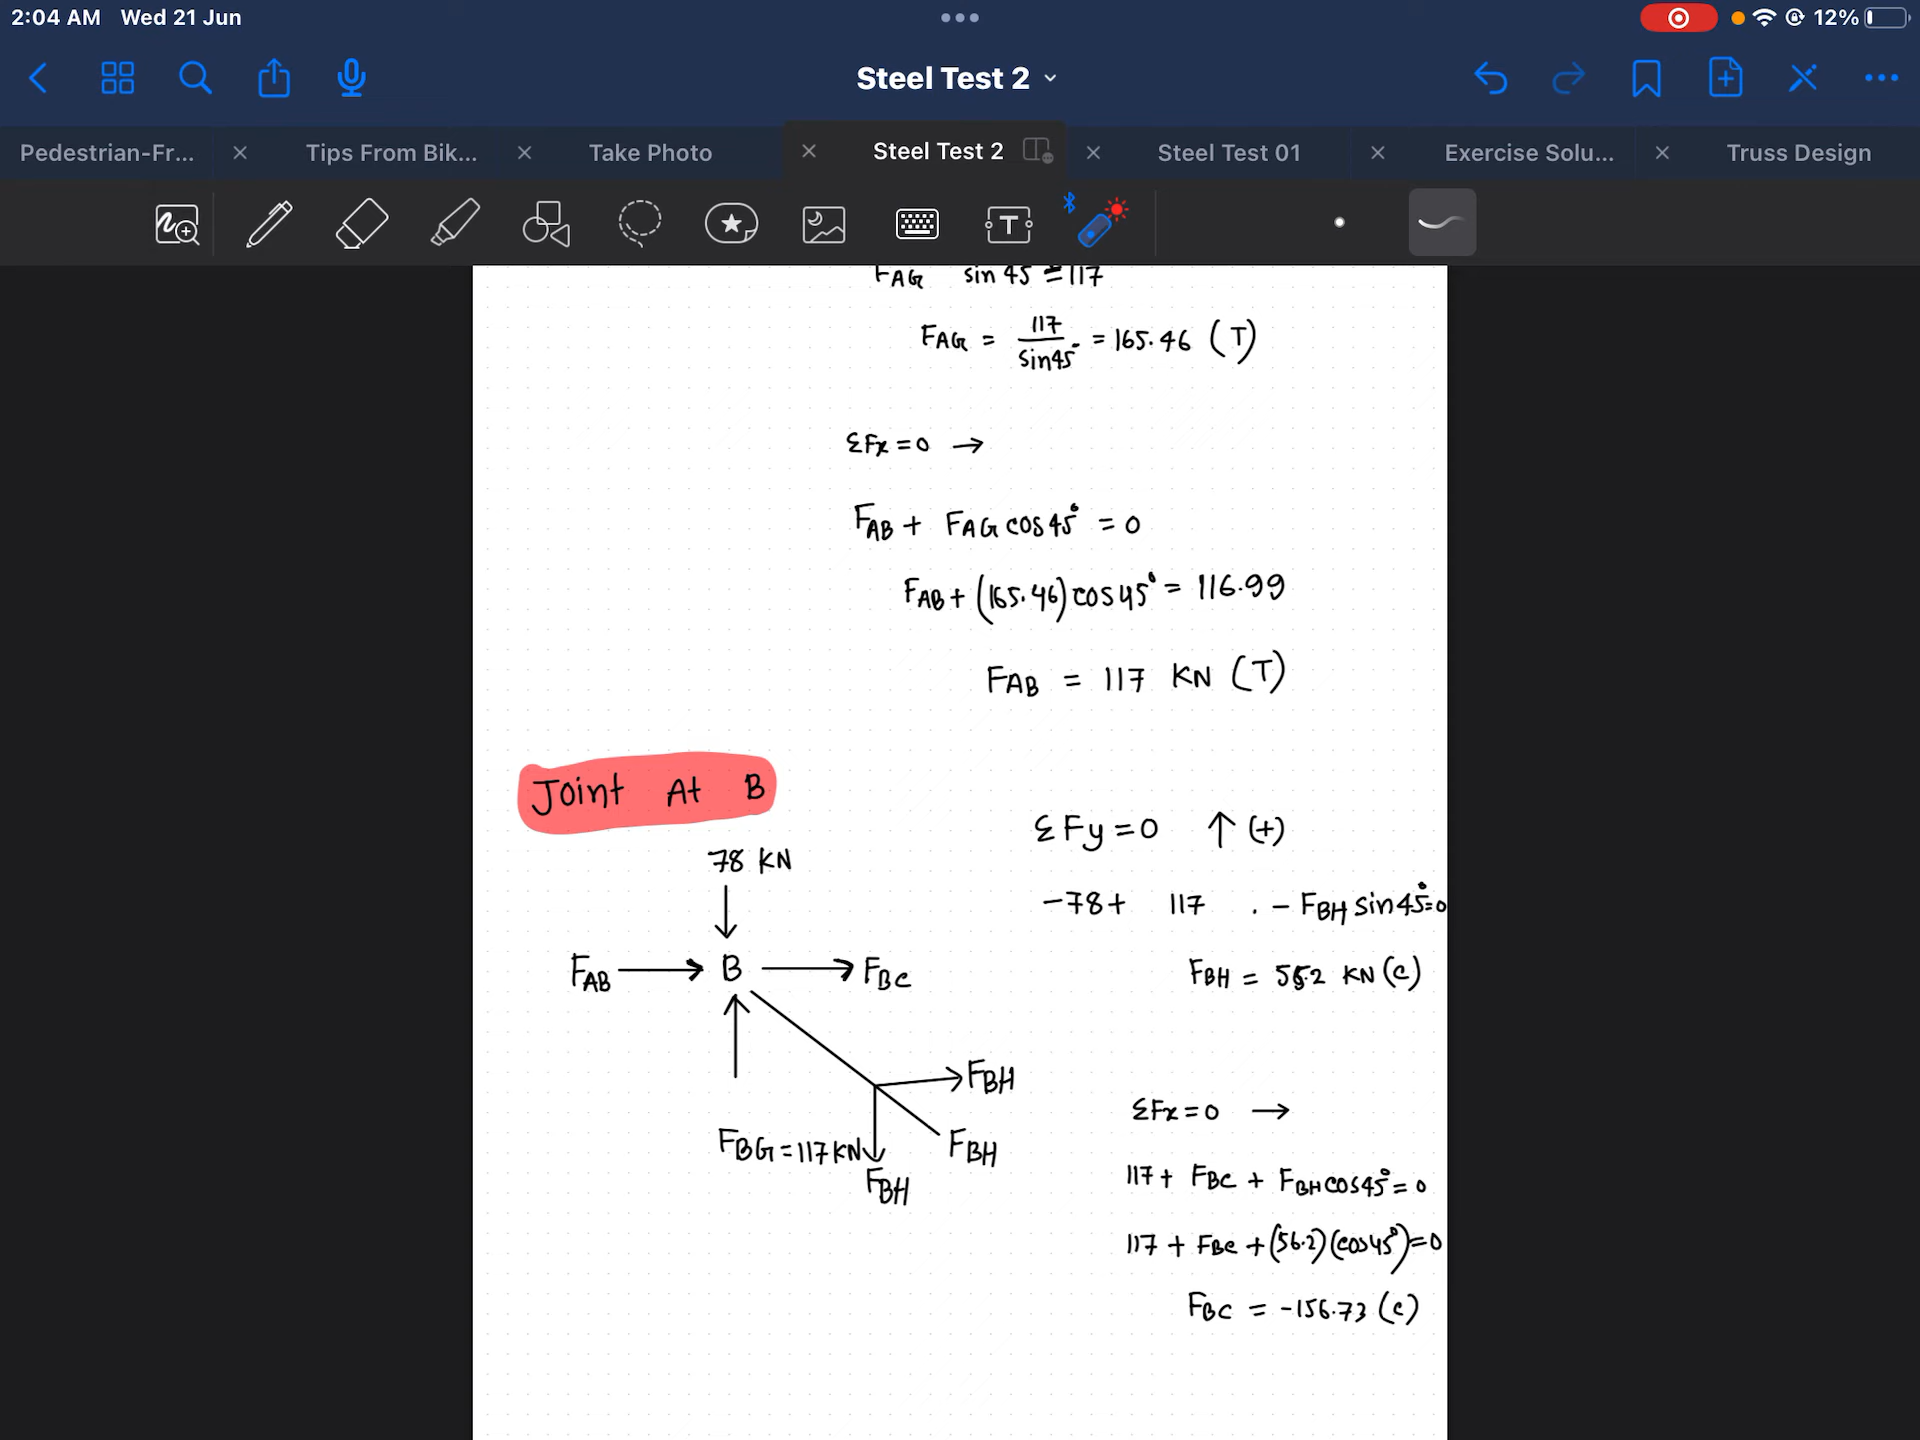 2:04 AM Wed 21 Jun
12%
Steel Test 2
Pedestrian-Fr...
Tips From Bik...
Take Photo
Steel Test 2
Steel Test 01
Exercise Solu...
Truss Design
T
FAG sin 45 = 117
FAG = 117 / sin45° = 165.46 (T)
ΣFx = 0 →
FAB + FAG cos45° = 0
FAB + (165.46) cos45° = 116.99
FAB = 117 KN (T)
Joint At B
78 KN
FAB → B → FBC
FBG = 117 KN
FBH
FBH
FBH
ΣFy = 0 ↑ (+)
-78 + 117 . - FBH sin45° = 0
FBH = 55.2 KN (C)
ΣFx = 0 →
117 + FBC + FBH cos45° = 0
117 + FBC + (56.2)(cos45°) = 0
FBC = -156.73 (C)